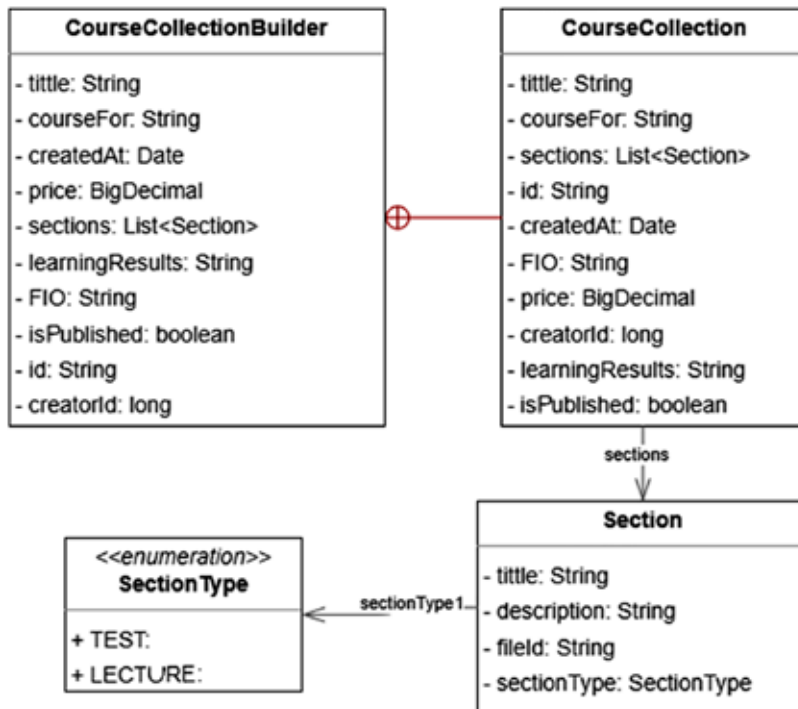 CourseCollectionBuilder
- tittle: String
- courseFor: String
- createdAt: Date
- price: BigDecimal
- sections: List<Section>
- learningResults: String
- FIO: String
- isPublished: boolean
- id: String
- creatorId: long
CourseCollection
- tittle: String
- courseFor: String
- sections: List<Section>
- id: String
- createdAt: Date
- FIO: String
- price: BigDecimal
- creatorId: long
- learningResults: String
- isPublished: boolean
sections
Section
- tittle: String
- description: String
- fileId: String
- sectionType: SectionType
sectionType1
<<enumeration>>
SectionType
+ TEST:
+ LECTURE: